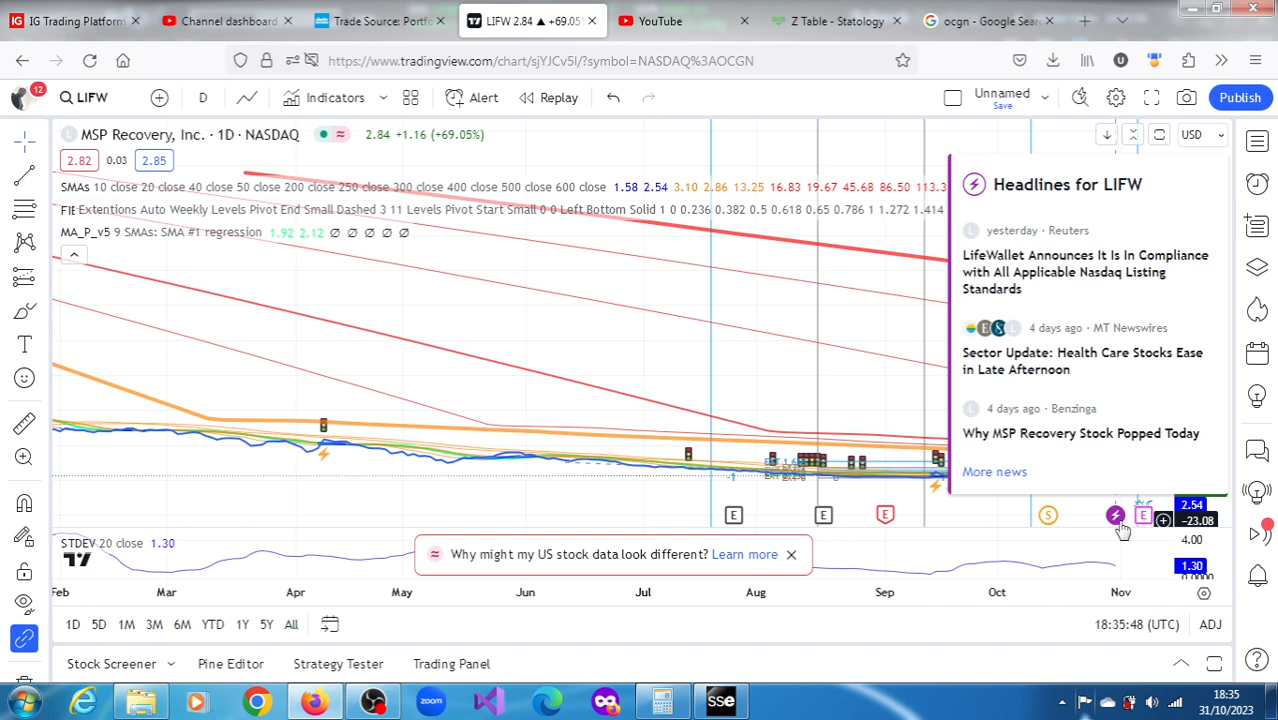 IG Trading Platform
Channel dashboard
Trade Source: Portfo
LIFW 2.84 ▲ +69.05%
YouTube
Z Table - Statology
ocgn - Google Sear
https://www.tradingview.com/chart/sjYJCv5I/?symbol=NASDAQ%3AOCGN
12
LIFW
D
Indicators
Alert
Replay
Unnamed
Save
Publish
MSP Recovery, Inc. · 1D · NASDAQ
2.84 +1.16 (+69.05%)
USD
2.82 0.03 2.85
SMAs 10 close 20 close 40 close 50 close 200 close 250 close 300 close 400 close 500 close 600 close 1.58 2.54 3.10 2.86 13.25 16.83 19.67 45.68 86.50 113.3
Extentions Auto Weekly Levels Pivot End Small Dashed 3 11 Levels Pivot Start Small 0 0 Left Bottom Solid 1 0 0.236 0.382 0.5 0.618 0.65 0.786 1 1.272 1.414
MA_P_v5 9 SMAs: SMA #1 regression 1.92 2.12 ∅ ∅ ∅ ∅ ∅
Headlines for LIFW
L yesterday · Reuters
LifeWallet Announces It Is In Compliance
with All Applicable Nasdaq Listing
Standards
4 days ago · MT Newswires
Sector Update: Health Care Stocks Ease
in Late Afternoon
L 4 days ago · Benzinga
Why MSP Recovery Stock Popped Today
More news
E
E
E
S
E
2.54
−23.08
4.00
STDEV 20 close 1.30
1.30
0.0000
Why might my US stock data look different? Learn more
Feb Mar Apr May Jun Jul Aug Sep Oct Nov
1D 5D 1M 3M 6M YTD 1Y 5Y All
18:35:48 (UTC) ADJ
Stock Screener
Pine Editor
Strategy Tester
Trading Panel
zoom
sse
18:35
31/10/2023